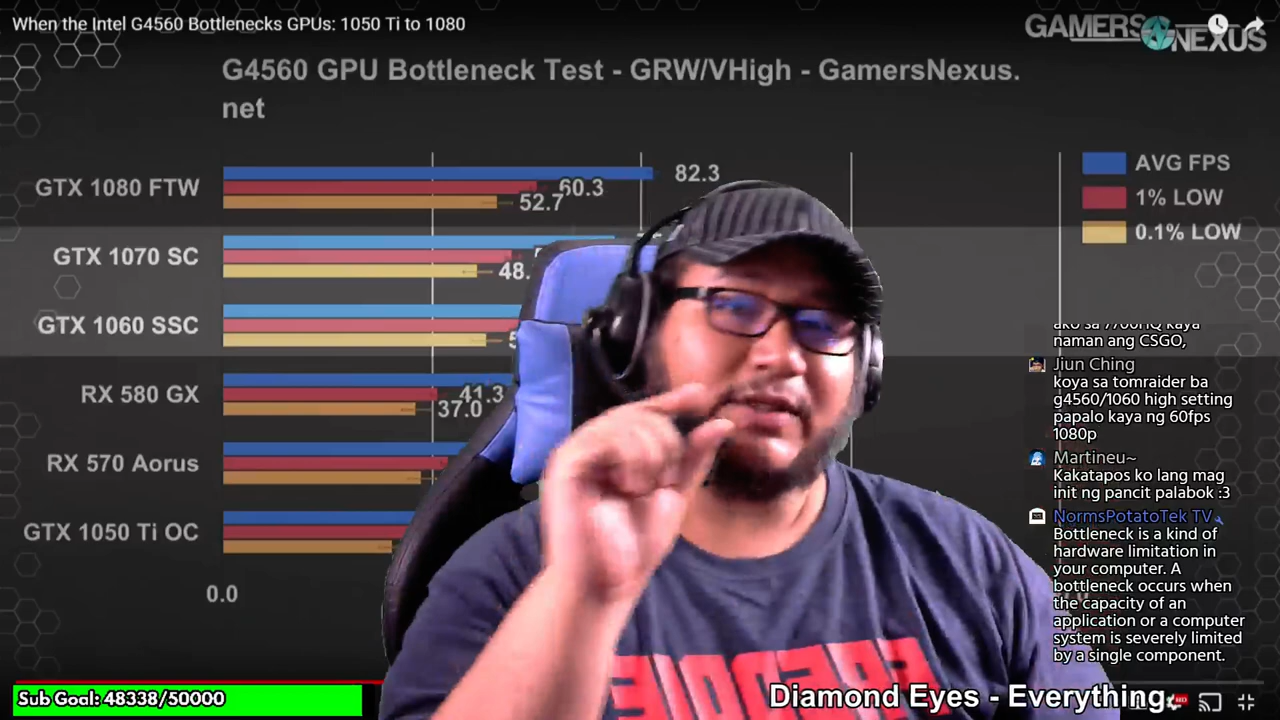 When the Intel G4560 Bottlenecks GPUs: 1050 Ti to 1080
GAMERS NEXUS
G4560 GPU Bottleneck Test - GRW/VHigh - GamersNexus.
net
GTX 1080 FTW
82.3
60.3
52.7
GTX 1070 SC
48.
GTX 1060 SSC
RX 580 GX
41.3
37.0
RX 570 Aorus
GTX 1050 Ti OC
0.0
AVG FPS
1% LOW
0.1% LOW
ako sa 7700HQ kaya
naman ang CSGO,
Jiun Ching
koya sa tomraider ba
g4560/1060 high setting
papalo kaya ng 60fps
1080p
Martineu~
Kakatapos ko lang mag
init ng pancit palabok :3
NormsPotatoTek TV
Bottleneck is a kind of
hardware limitation in
your computer. A
bottleneck occurs when
the capacity of an
application or a computer
system is severely limited
by a single component.
Sub Goal: 48338/50000
Diamond Eyes - Everything
HD